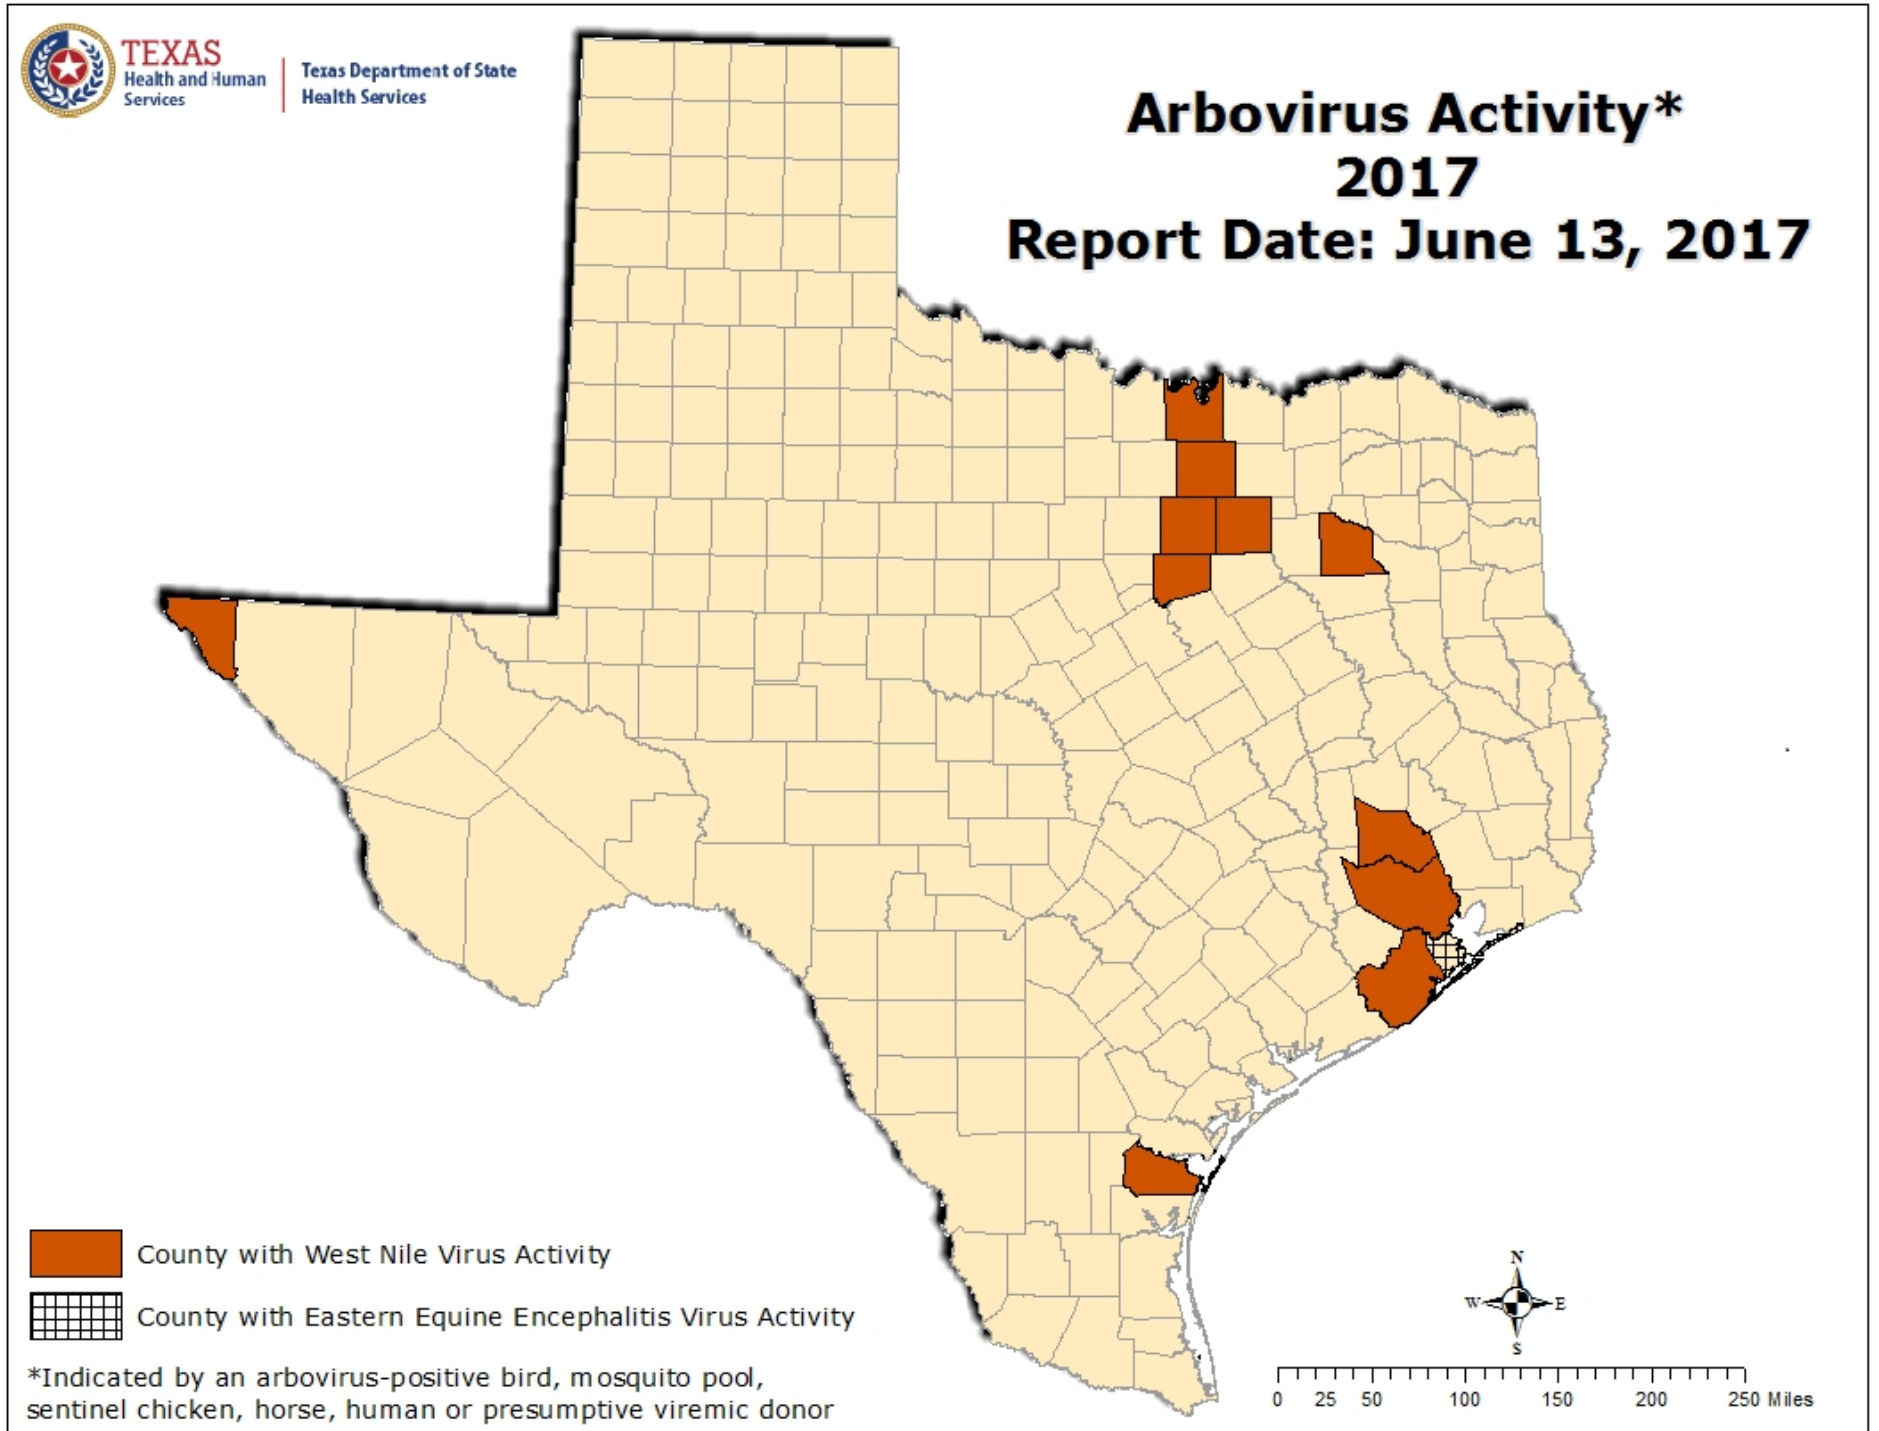 TEXAS
Health and Human
Services
Texas Department of State
Health Services
Arbovirus Activity*
2017
Report Date: June 13, 2017
County with West Nile Virus Activity
County with Eastern Equine Encephalitis Virus Activity
*Indicated by an arbovirus-positive bird, mosquito pool,
sentinel chicken, horse, human or presumptive viremic donor
N
W E
S
0 25 50 100 150 200 250 Miles